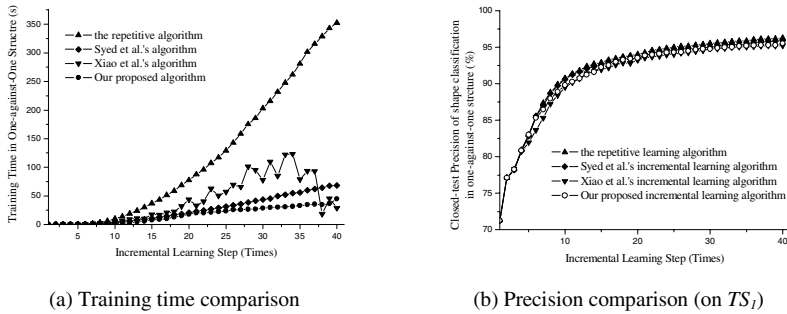 Training Time in One-against-One Structre (s)
350
300
250
200
150
100
50
0
the repetitive algorithm
Syed et al.'s algorithm
Xiao et al.'s algorithm
Our proposed algorithm
5 10 15 20 25 30 35 40
Incremental Learning Step (Times)
(a) Training time comparison
Closed-test Precision of shape classification
in one-against-one strcture (%)
100
95
90
85
80
75
70
the repetitive learning algorithm
Syed et al.'s incremental learning algorithm
Xiao et al.'s incremental learning algorithm
Our proposed incremental learning algorithm
10 20 30 40
Incremental Learning Step (Times)
(b) Precision comparison (on TS1)